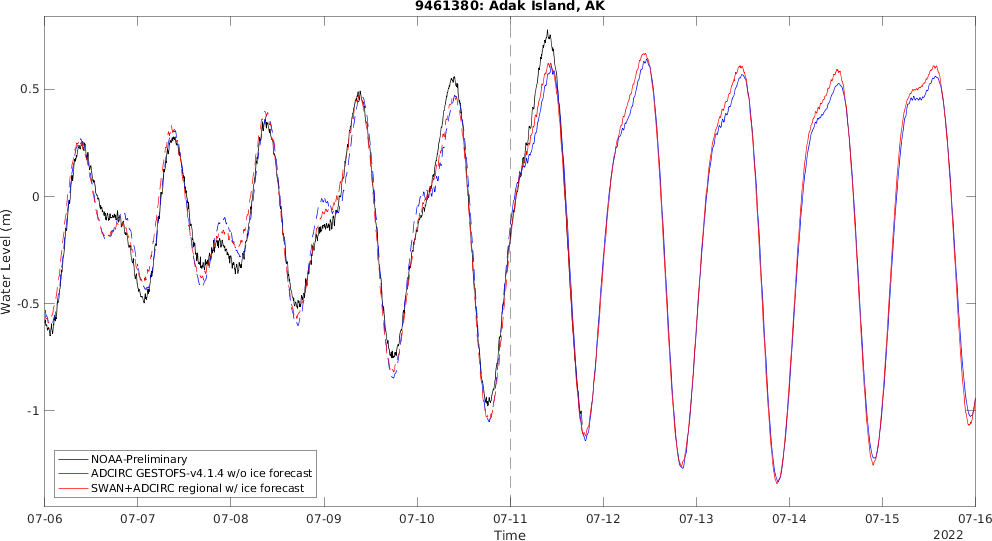 9461380: Adak Island, AK
0.5
0
-0.5
-1
Water Level (m)
NOAA-Preliminary
ADCIRC GESTOFS-v4.1.4 w/o ice forecast
SWAN+ADCIRC regional w/ ice forecast
07-06 07-07 07-08 07-09 07-10 07-11 07-12 07-13 07-14 07-15 07-16
Time
2022